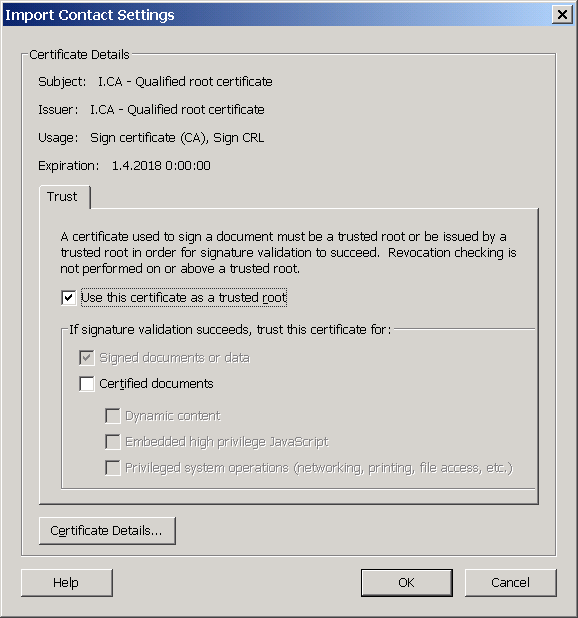 Import Contact Settings
Certificate Details
Subject: I.CA - Qualified root certificate
Issuer: I.CA - Qualified root certificate
Usage: Sign certificate (CA), Sign CRL
Expiration: 1.4.2018 0:00:00
Trust
A certificate used to sign a document must be a trusted root or be issued by a
trusted root in order for signature validation to succeed. Revocation checking is
not performed on or above a trusted root.
Use this certificate as a trusted root
If signature validation succeeds, trust this certificate for:
Signed documents or data
Certified documents
Dynamic content
Embedded high privilege JavaScript
Privileged system operations (networking, printing, file access, etc.)
Certificate Details...
Help OK Cancel